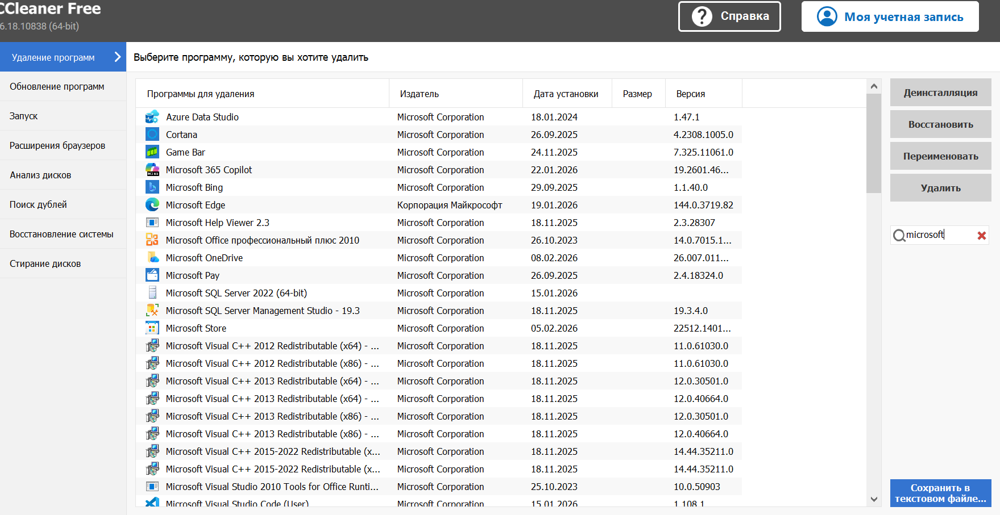 CCleaner Free
6.18.10838 (64-bit)
Справка
Моя учетная запись
Удаление программ
Выберите программу, которую вы хотите удалить
Обновление программ
Запуск
Расширения браузеров
Анализ дисков
Поиск дублей
Восстановление системы
Стирание дисков
Программы для удаления Издатель Дата установки Размер Версия
Azure Data Studio Microsoft Corporation 18.01.2024 1.47.1
Cortana Microsoft Corporation 26.09.2025 4.2308.1005.0
Game Bar Microsoft Corporation 24.11.2025 7.325.11061.0
Microsoft 365 Copilot Microsoft Corporation 22.01.2026 19.2601.46...
Microsoft Bing Microsoft Corporation 29.09.2025 1.1.40.0
Microsoft Edge Корпорация Майкрософт 19.01.2026 144.0.3719.82
Microsoft Help Viewer 2.3 Microsoft Corporation 18.11.2025 2.3.28307
Microsoft Office профессиональный плюс 2010 Microsoft Corporation 26.10.2023 14.0.7015.1...
Microsoft OneDrive Microsoft Corporation 08.02.2026 26.007.011...
Microsoft Pay Microsoft Corporation 26.09.2025 2.4.18324.0
Microsoft SQL Server 2022 (64-bit) Microsoft Corporation 15.01.2026
Microsoft SQL Server Management Studio - 19.3 Microsoft Corporation 18.11.2025 19.3.4.0
Microsoft Store Microsoft Corporation 05.02.2026 22512.1401...
Microsoft Visual C++ 2012 Redistributable (x64) - ... Microsoft Corporation 18.11.2025 11.0.61030.0
Microsoft Visual C++ 2012 Redistributable (x86) - ... Microsoft Corporation 18.11.2025 11.0.61030.0
Microsoft Visual C++ 2013 Redistributable (x64) - ... Microsoft Corporation 18.11.2025 12.0.30501.0
Microsoft Visual C++ 2013 Redistributable (x64) - ... Microsoft Corporation 18.11.2025 12.0.40664.0
Microsoft Visual C++ 2013 Redistributable (x86) - ... Microsoft Corporation 18.11.2025 12.0.30501.0
Microsoft Visual C++ 2013 Redistributable (x86) - ... Microsoft Corporation 18.11.2025 12.0.40664.0
Microsoft Visual C++ 2015-2022 Redistributable (x... Microsoft Corporation 18.11.2025 14.44.35211.0
Microsoft Visual C++ 2015-2022 Redistributable (x... Microsoft Corporation 18.11.2025 14.44.35211.0
Microsoft Visual Studio 2010 Tools for Office Runti... Microsoft Corporation 25.10.2023 10.0.50903
Microsoft Visual Studio Code (User) Microsoft Corporation 15.01.2026 1.108.1
Деинсталляция
Восстановить
Переименовать
Удалить
microsoft
Сохранить в
текстовом файле...